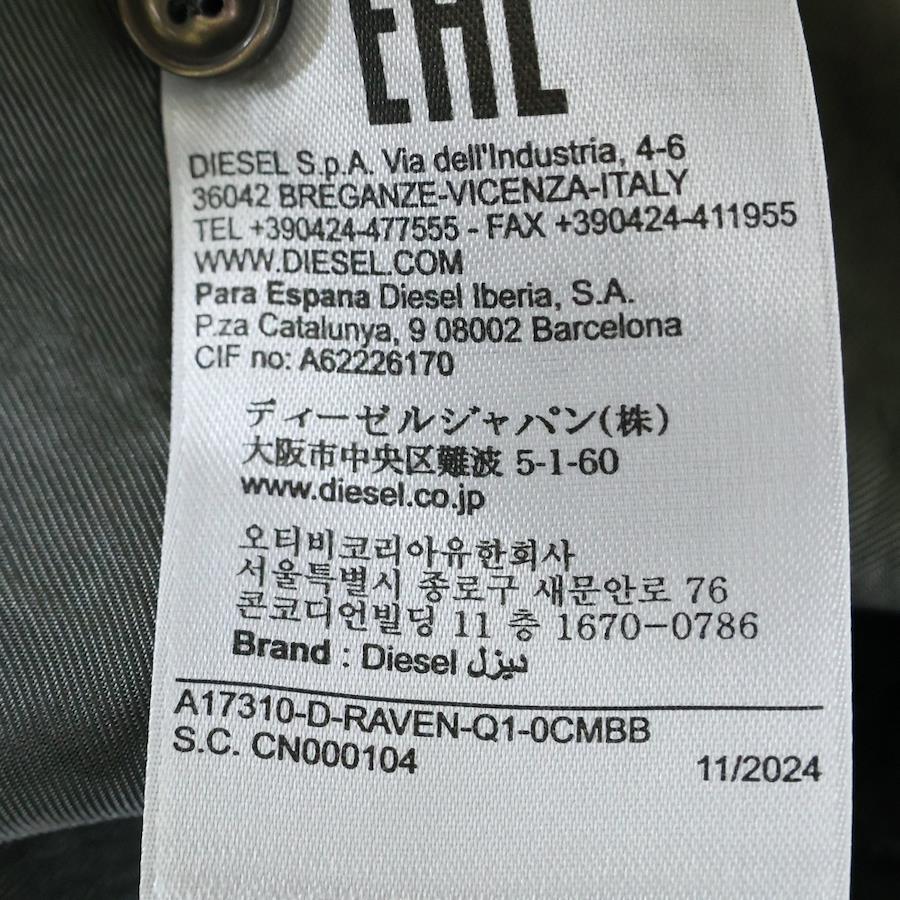 EAC
DIESEL S.p.A. Via dell'Industria, 4-6
36042 BREGANZE-VICENZA-ITALY
TEL +390424-477555 - FAX +390424-411955
WWW.DIESEL.COM
Para Espana Diesel Iberia, S.A.
P.za Catalunya, 9 08002 Barcelona
CIF no: A62226170
ディーゼルジャパン(株)
大阪市中央区難波 5-1-60
www.diesel.co.jp
오티비코리아유한회사
서울특별시 종로구 새문안로 76
콘코디언빌딩 11 층 1670-0786
Brand : Diesel ديزل
A17310-D-RAVEN-Q1-0CMBB
S.C. CN000104
11/2024